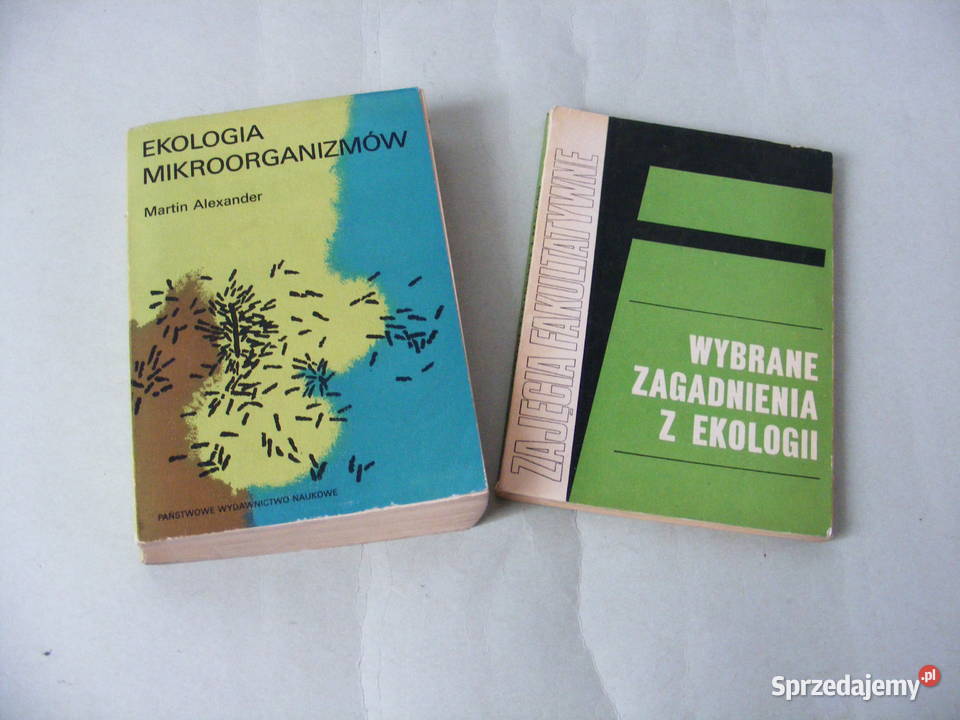 EKOLOGIA
MIKROORGANIZMÓW
Martin Alexander
PAŃSTWOWE WYDAWNICTWO NAUKOWE
ZAJĘCIA FAKULTATYWNE
WYBRANE
ZAGADNIENIA
Z EKOLOGII
Sprzedajemy.pl